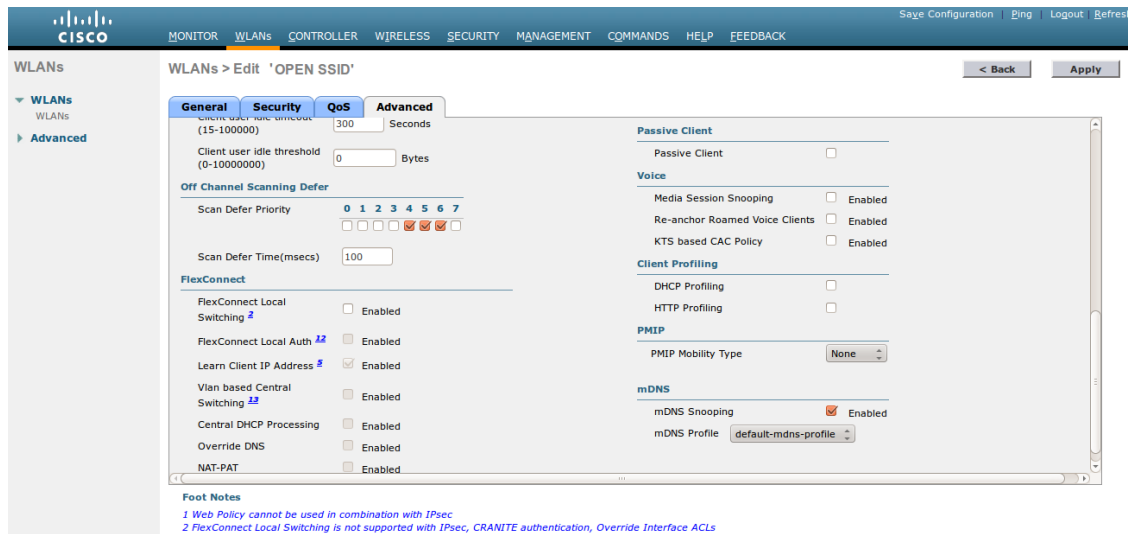 Save Configuration | Ping | Logout | Refresh
CISCO
MONITOR WLANs CONTROLLER WIRELESS SECURITY MANAGEMENT COMMANDS HELP FEEDBACK
WLANs
WLANs
WLANs
Advanced
WLANs > Edit 'OPEN SSID'
< Back
Apply
General Security QoS Advanced
Client user idle timeout
(15-100000)
300 Seconds
Client user idle threshold
(0-10000000)
0 Bytes
Off Channel Scanning Defer
Scan Defer Priority 0 1 2 3 4 5 6 7
Scan Defer Time(msecs) 100
FlexConnect
FlexConnect Local
Switching 2 Enabled
FlexConnect Local Auth 12 Enabled
Learn Client IP Address 5 Enabled
Vlan based Central
Switching 13 Enabled
Central DHCP Processing Enabled
Override DNS Enabled
NAT-PAT Enabled
Passive Client
Passive Client
Voice
Media Session Snooping Enabled
Re-anchor Roamed Voice Clients Enabled
KTS based CAC Policy Enabled
Client Profiling
DHCP Profiling
HTTP Profiling
PMIP
PMIP Mobility Type None
mDNS
mDNS Snooping Enabled
mDNS Profile default-mdns-profile
Foot Notes
1 Web Policy cannot be used in combination with IPsec
2 FlexConnect Local Switching is not supported with IPsec, CRANITE authentication, Override Interface ACLs